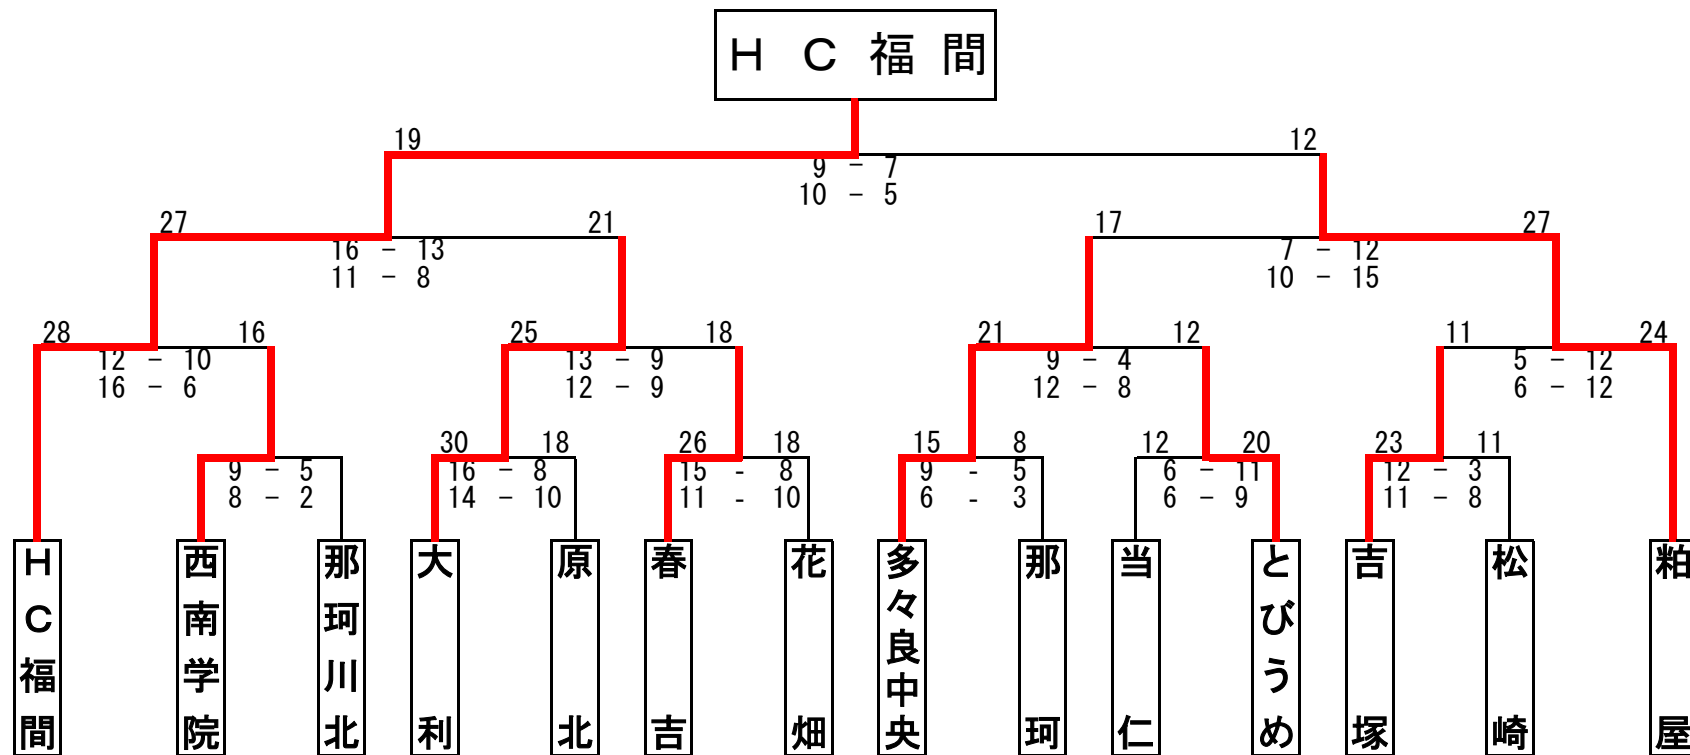 HC福間
19 12
9 - 7
10 - 5
27 21 17 27
16 - 13 7 - 12
11 - 8 10 - 15
28 16 25 18 21 12 11 24
12 - 10 13 - 9 9 - 4 5 - 12
16 - 6 12 - 9 12 - 8 6 - 12
30 18 26 18 15 8 12 20 23 11
9 - 5 16 - 8 15 - 8 9 - 5 6 - 11 12 - 3
8 - 2 14 - 10 11 - 10 6 - 3 6 - 9 11 - 8
HC福間
西南学院
那珂川北
大利
原北
春吉
花畑
多々良中央
那珂
当仁
とびうめ
吉塚
松崎
粕屋